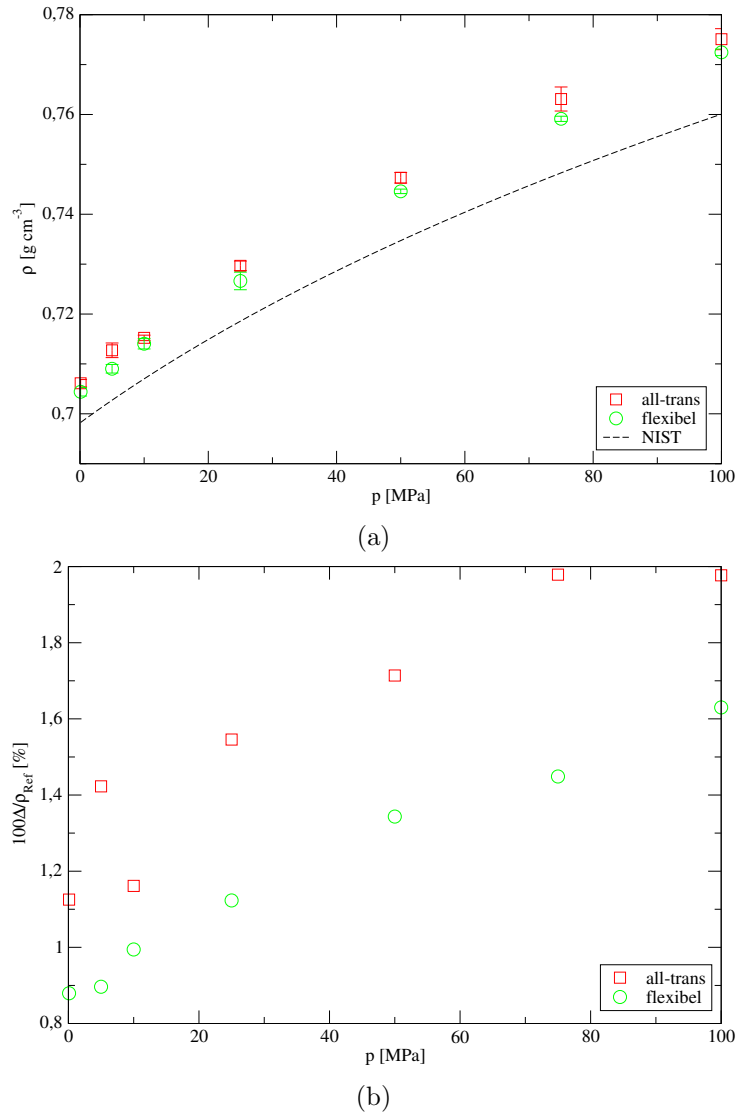 0,78
0,76
0,74
0,72
0,7
ρ [g cm⁻³]
0 20 40 60 80 100
p [MPa]
all-trans
flexibel
NIST
(a)
2
1,8
1,6
1,4
1,2
1
0,8
100Δ/ρ_Ref [%]
0 20 40 60 80 100
p [MPa]
all-trans
flexibel
(b)